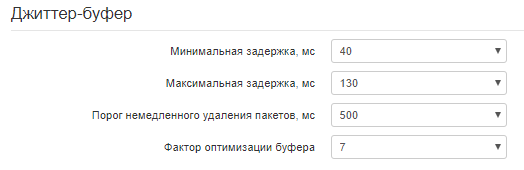 Джиттер-буфер
Минимальная задержка, мс 40
Максимальная задержка, мс 130
Порог немедленного удаления пакетов, мс 500
Фактор оптимизации буфера 7